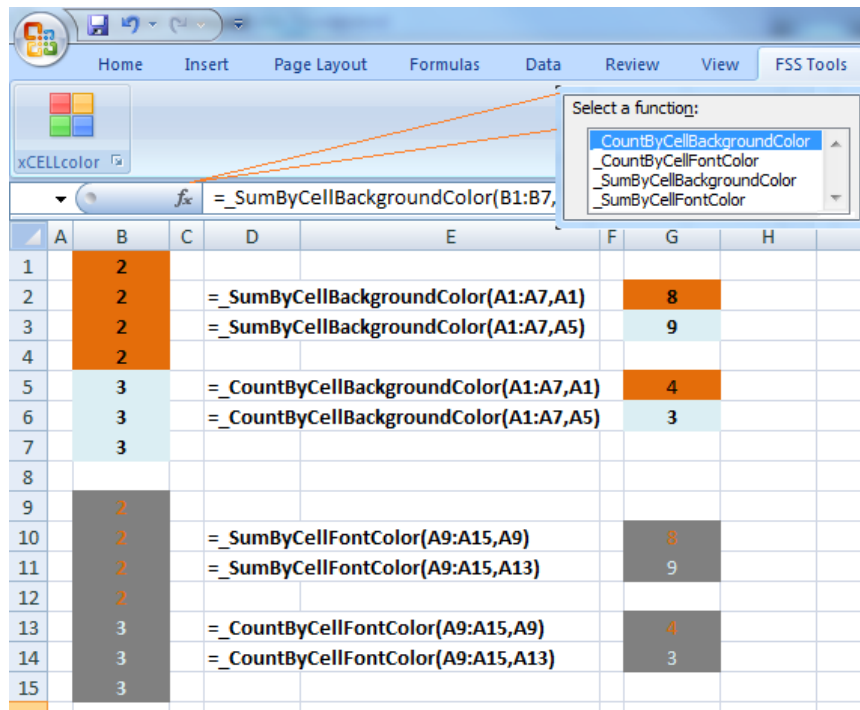 Home Insert Page Layout Formulas Data Review View FSS Tools
Select a function:
_CountByCellBackgroundColor
_CountByCellFontColor
_SumByCellBackgroundColor
_SumByCellFontColor
xCELLcolor
fx =_SumByCellBackgroundColor(B1:B7,
A B C D E F G H
1 2
2 2 =_SumByCellBackgroundColor(A1:A7,A1) 8
3 2 =_SumByCellBackgroundColor(A1:A7,A5) 9
4 2
5 3 =_CountByCellBackgroundColor(A1:A7,A1) 4
6 3 =_CountByCellBackgroundColor(A1:A7,A5) 3
7 3
8
9 2
10 2 =_SumByCellFontColor(A9:A15,A9) 8
11 2 =_SumByCellFontColor(A9:A15,A13) 9
12 2
13 3 =_CountByCellFontColor(A9:A15,A9) 4
14 3 =_CountByCellFontColor(A9:A15,A13) 3
15 3